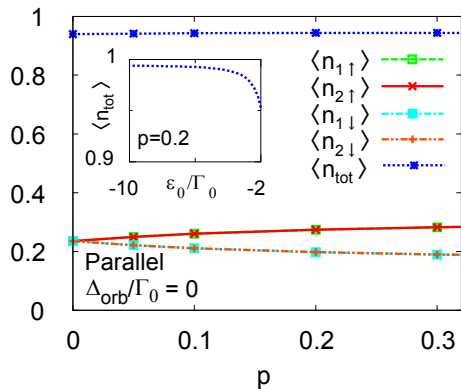 1
0.8
0.6
0.4
0.2
0
0
0.1
0.2
0.3
p
1
0.9
⟨n_tot⟩
p=0.2
-10
-2
ε_0/Γ_0
⟨n_1↑⟩
⟨n_2↑⟩
⟨n_1↓⟩
⟨n_2↓⟩
⟨n_tot⟩
Parallel
Δ_orb/Γ_0 = 0